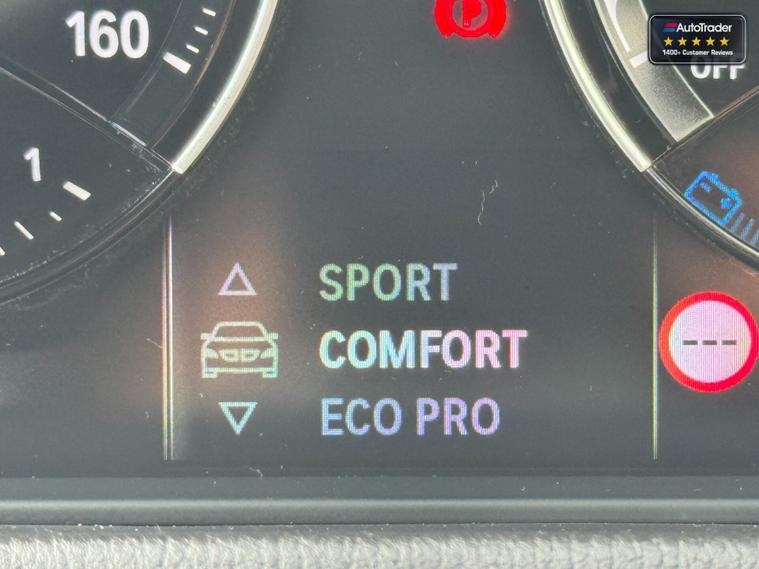 160
P
AutoTrader
1400+ Customer Reviews
OFF
1
SPORT
COMFORT
ECO PRO
---